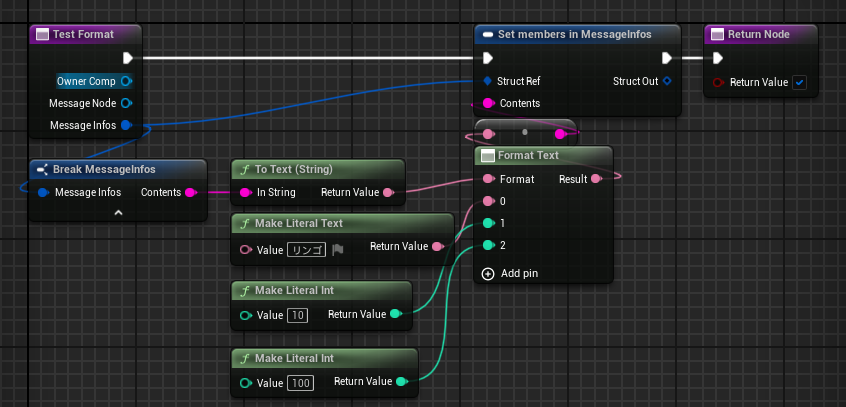 Test Format
Owner Comp
Message Node
Message Infos
Set members in MessageInfos
Struct Ref
Struct Out
Contents
Return Node
Return Value
Break MessageInfos
Message Infos
Contents
f To Text (String)
In String
Return Value
Format Text
Format
Result
0
1
2
Add pin
f Make Literal Text
Value リンゴ
Return Value
f Make Literal Int
Value 10
Return Value
f Make Literal Int
Value 100
Return Value